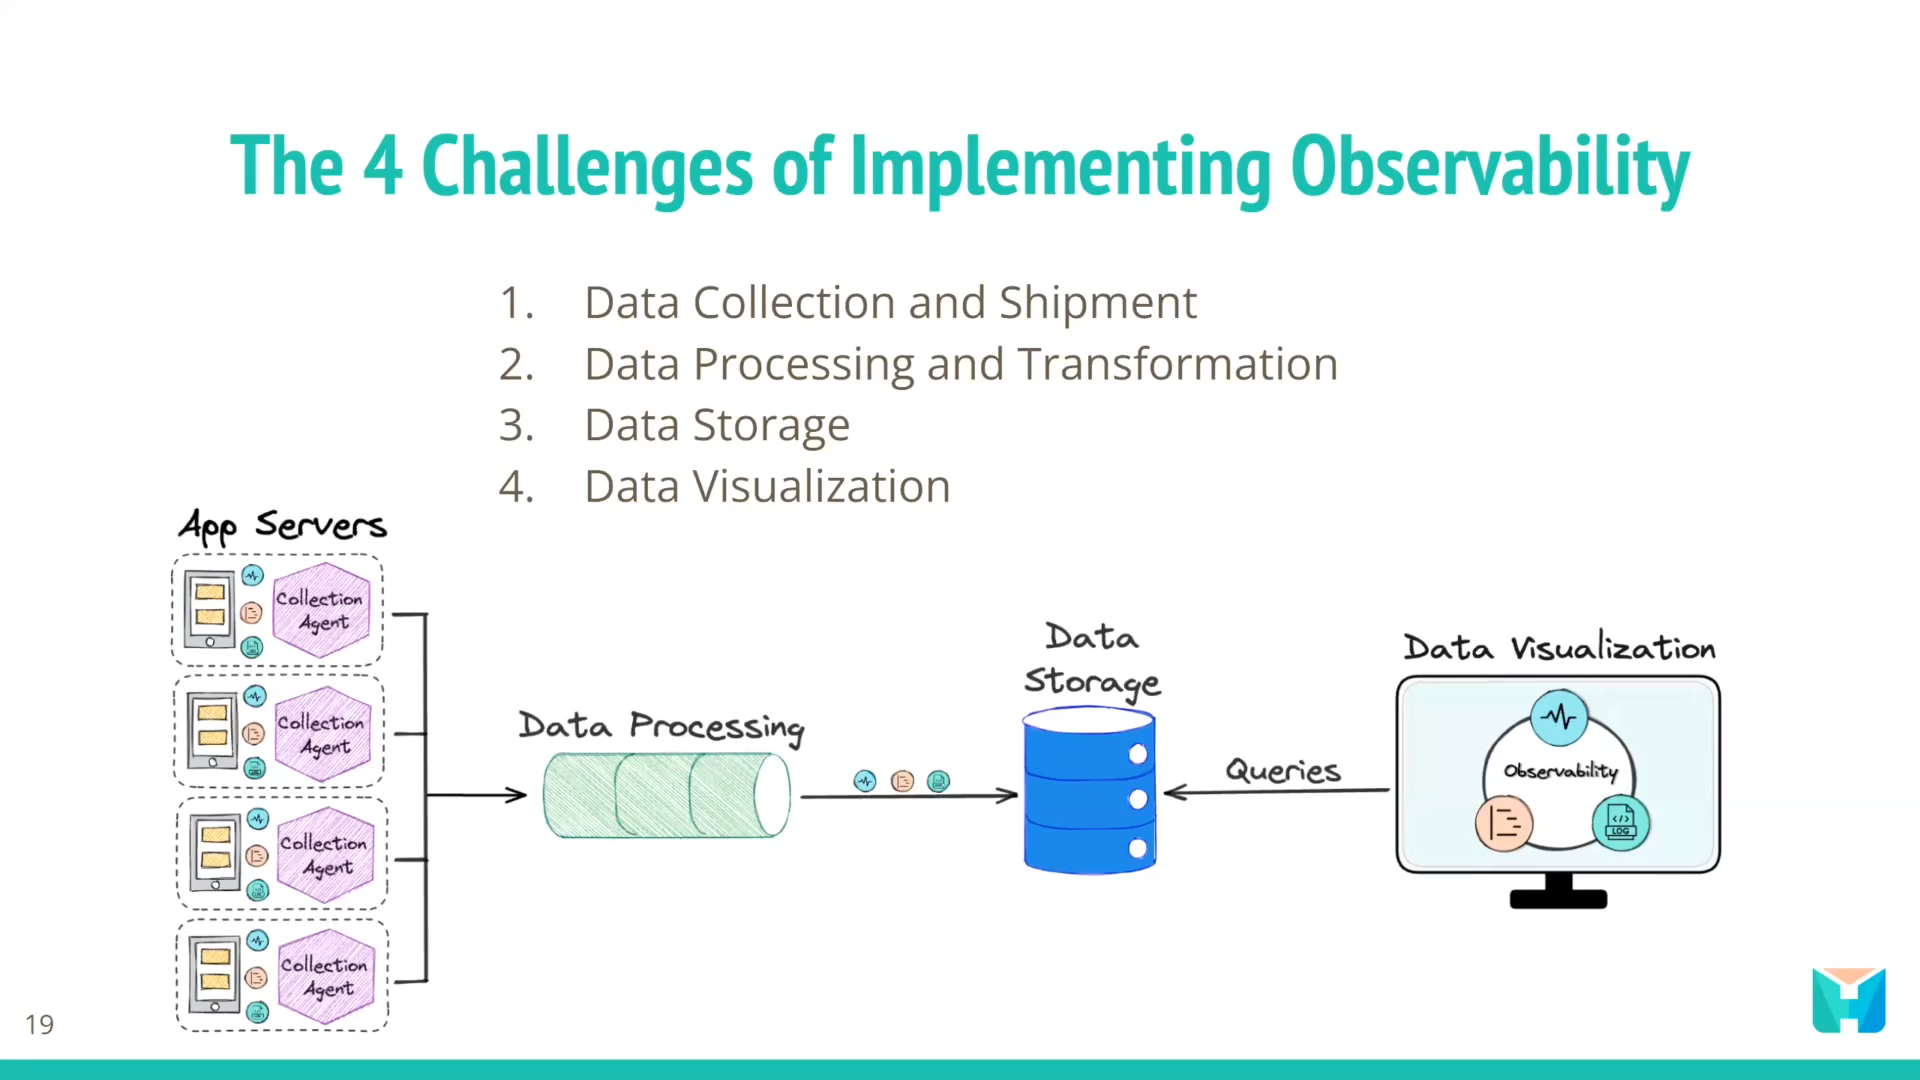 The 4 Challenges of Implementing Observability
1. Data Collection and Shipment
2. Data Processing and Transformation
3. Data Storage
4. Data Visualization
App Servers
Collection
Agent
Collection
Agent
Collection
Agent
Collection
Agent
Data Processing
Data
Storage
Queries
Data Visualization
Observability
LOG
19